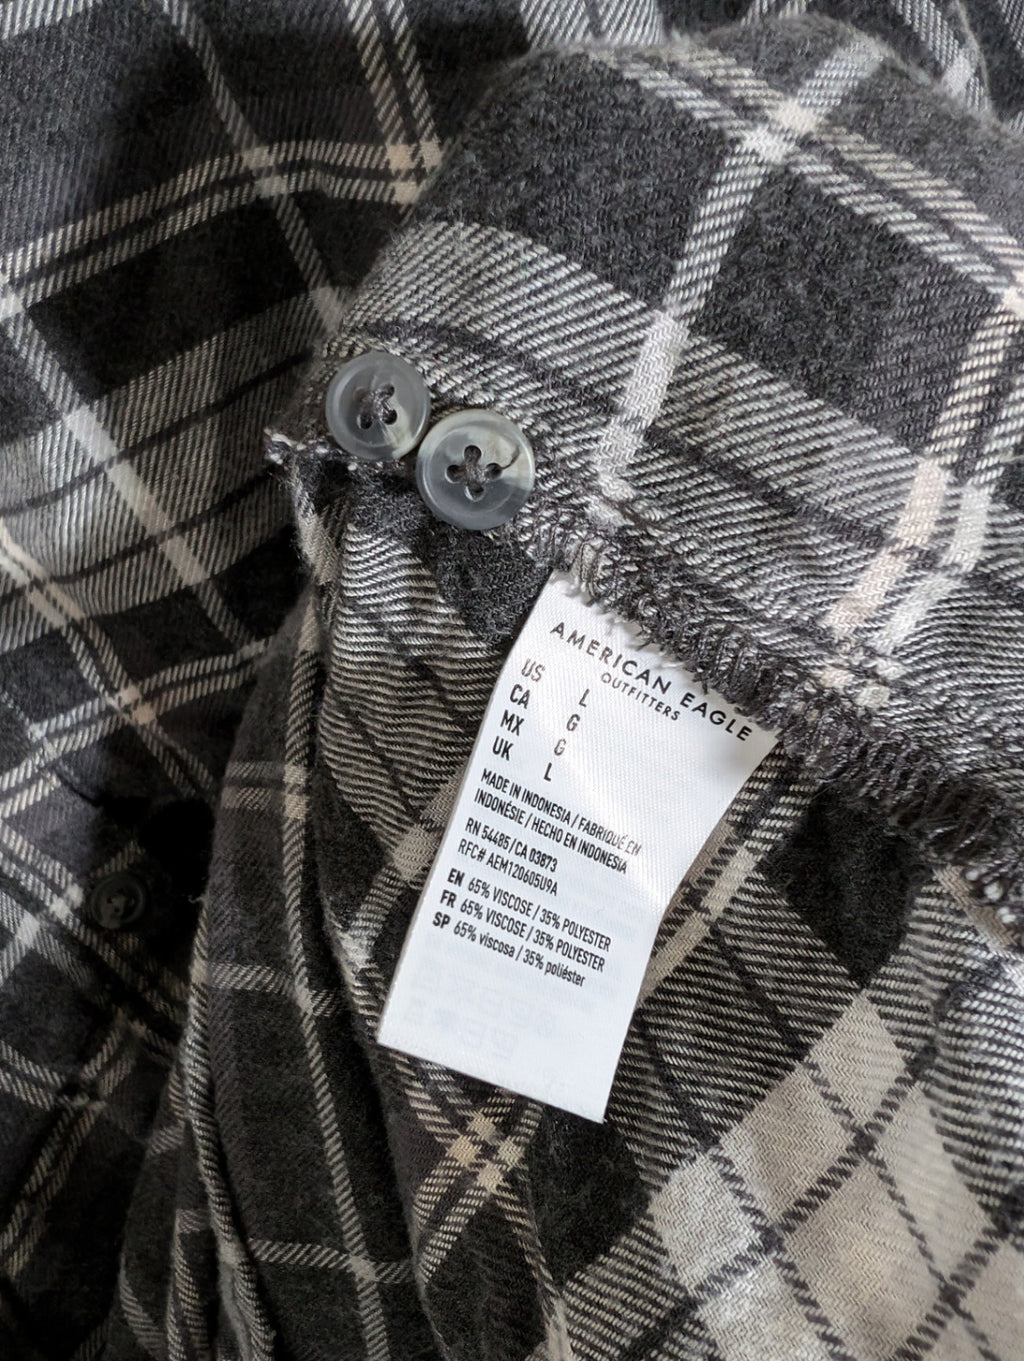 AMERICAN EAGLE
OUTFITTERS
US L
CA G
MX G
UK L
MADE IN INDONESIA / FABRIQUÉ EN
INDONÉSIE / HECHO EN INDONESIA
RN 54485 / CA 03873
RFC# AEM120605U9A
EN 65% VISCOSE / 35% POLYESTER
FR 65% VISCOSE / 35% POLYESTER
SP 65% viscosa / 35% poliéster